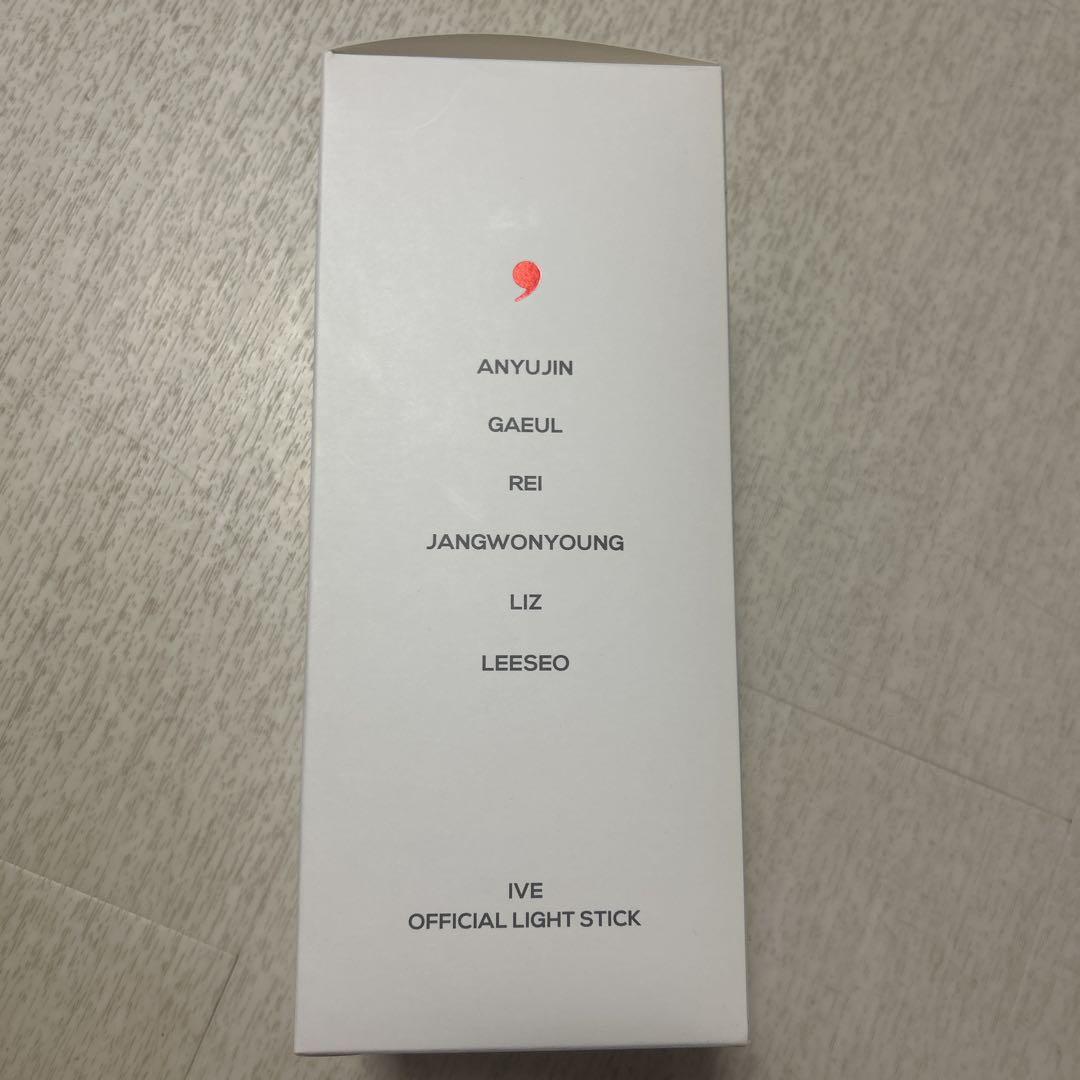 ,
ANYUJIN
GAEUL
REI
JANGWONYOUNG
LIZ
LEESEO
IVE
OFFICIAL LIGHT STICK